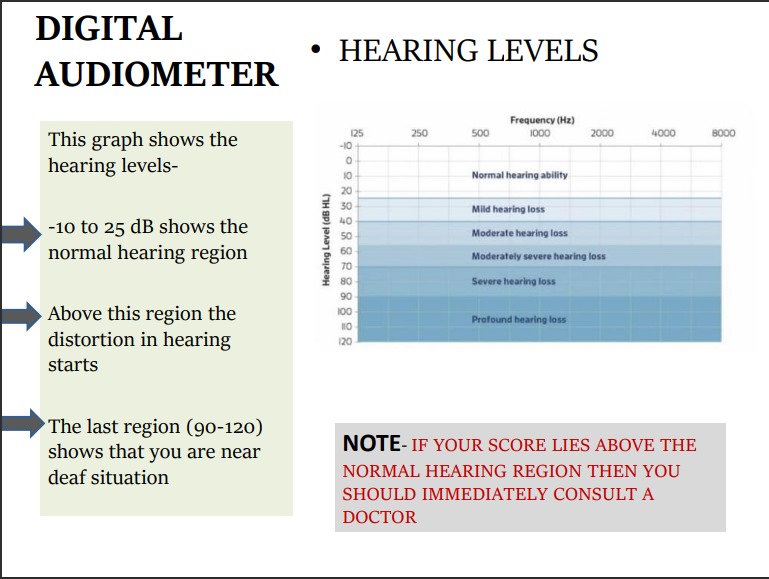 DIGITAL
AUDIOMETER
This graph shows the
hearing levels-
-10 to 25 dB shows the
normal hearing region
Above this region the
distortion in hearing
starts
The last region (90-120)
shows that you are near
deaf situation
• HEARING LEVELS
Frequency (Hz)
125 250 500 1000 2000 4000 8000
Hearing Level (dB HL)
-10
0
10
20
30
40
50
60
70
80
90
100
110
120
Normal hearing ability
Mild hearing loss
Moderate hearing loss
Moderately severe hearing loss
Severe hearing loss
Profound hearing loss
NOTE- IF YOUR SCORE LIES ABOVE THE
NORMAL HEARING REGION THEN YOU
SHOULD IMMEDIATELY CONSULT A
DOCTOR